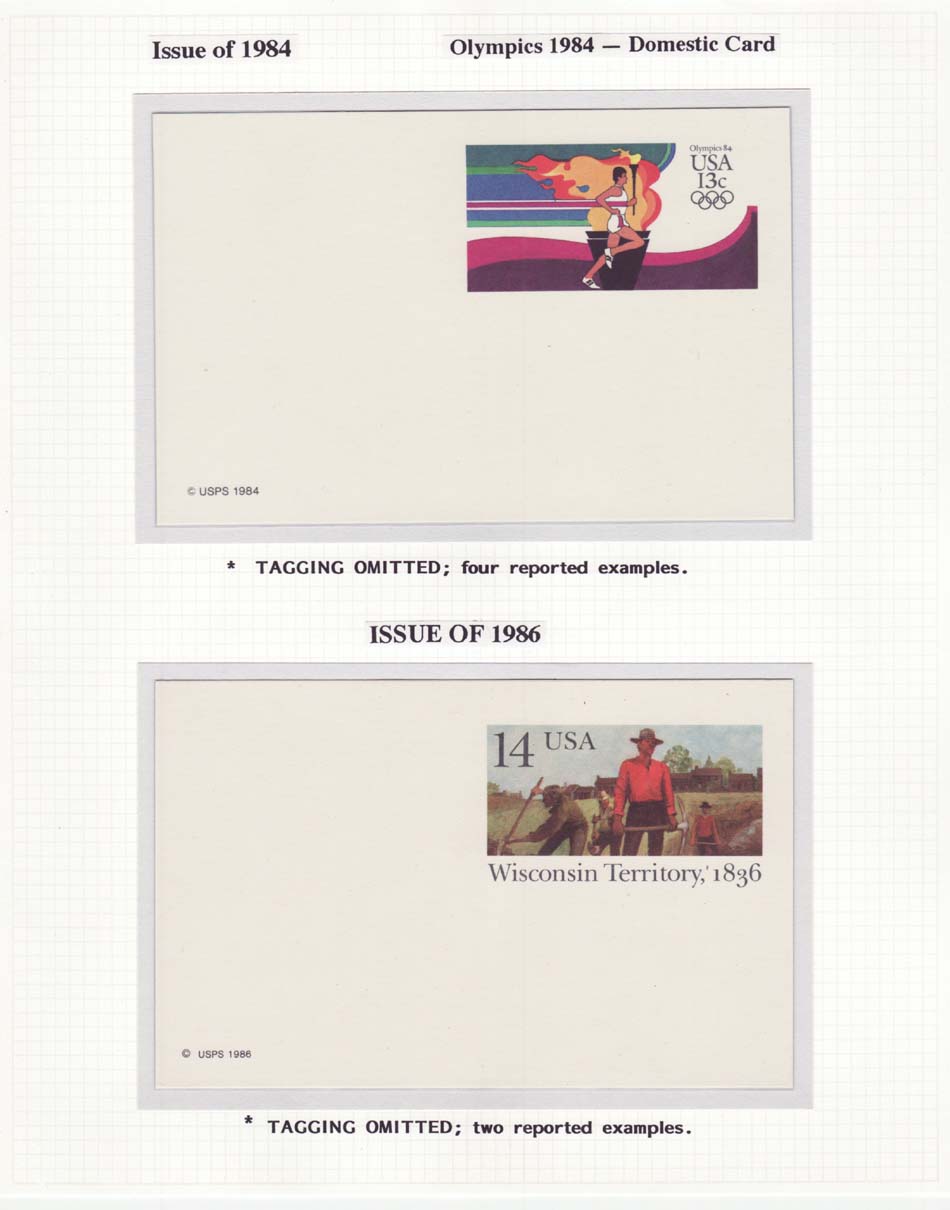 Issue of 1984
Olympics 1984 — Domestic Card
Olympics 84
USA
13c
© USPS 1984
* TAGGING OMITTED; four reported examples.
ISSUE OF 1986
14 USA
Wisconsin Territory, 1836
© USPS 1986
* TAGGING OMITTED; two reported examples.